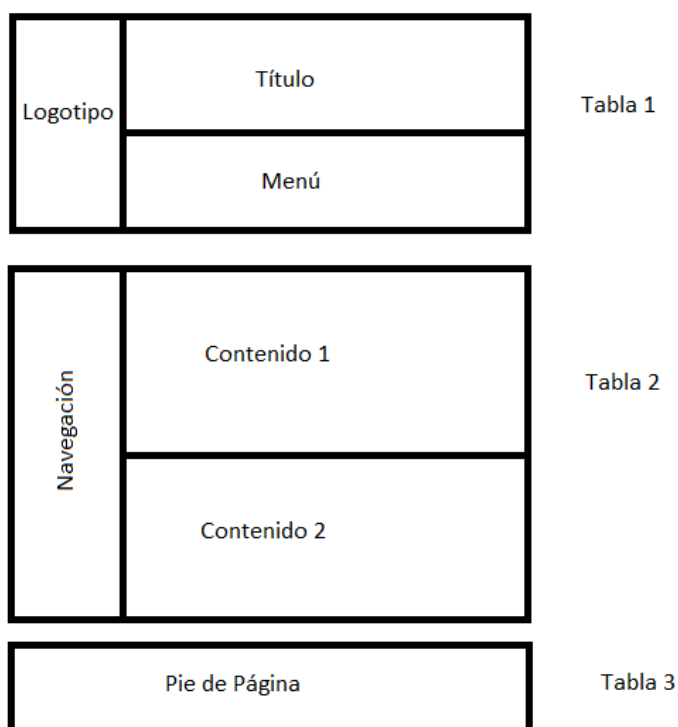 Título
Logotipo
Tabla 1
Menú
Contenido 1
Navegación
Tabla 2
Contenido 2
Pie de Página
Tabla 3